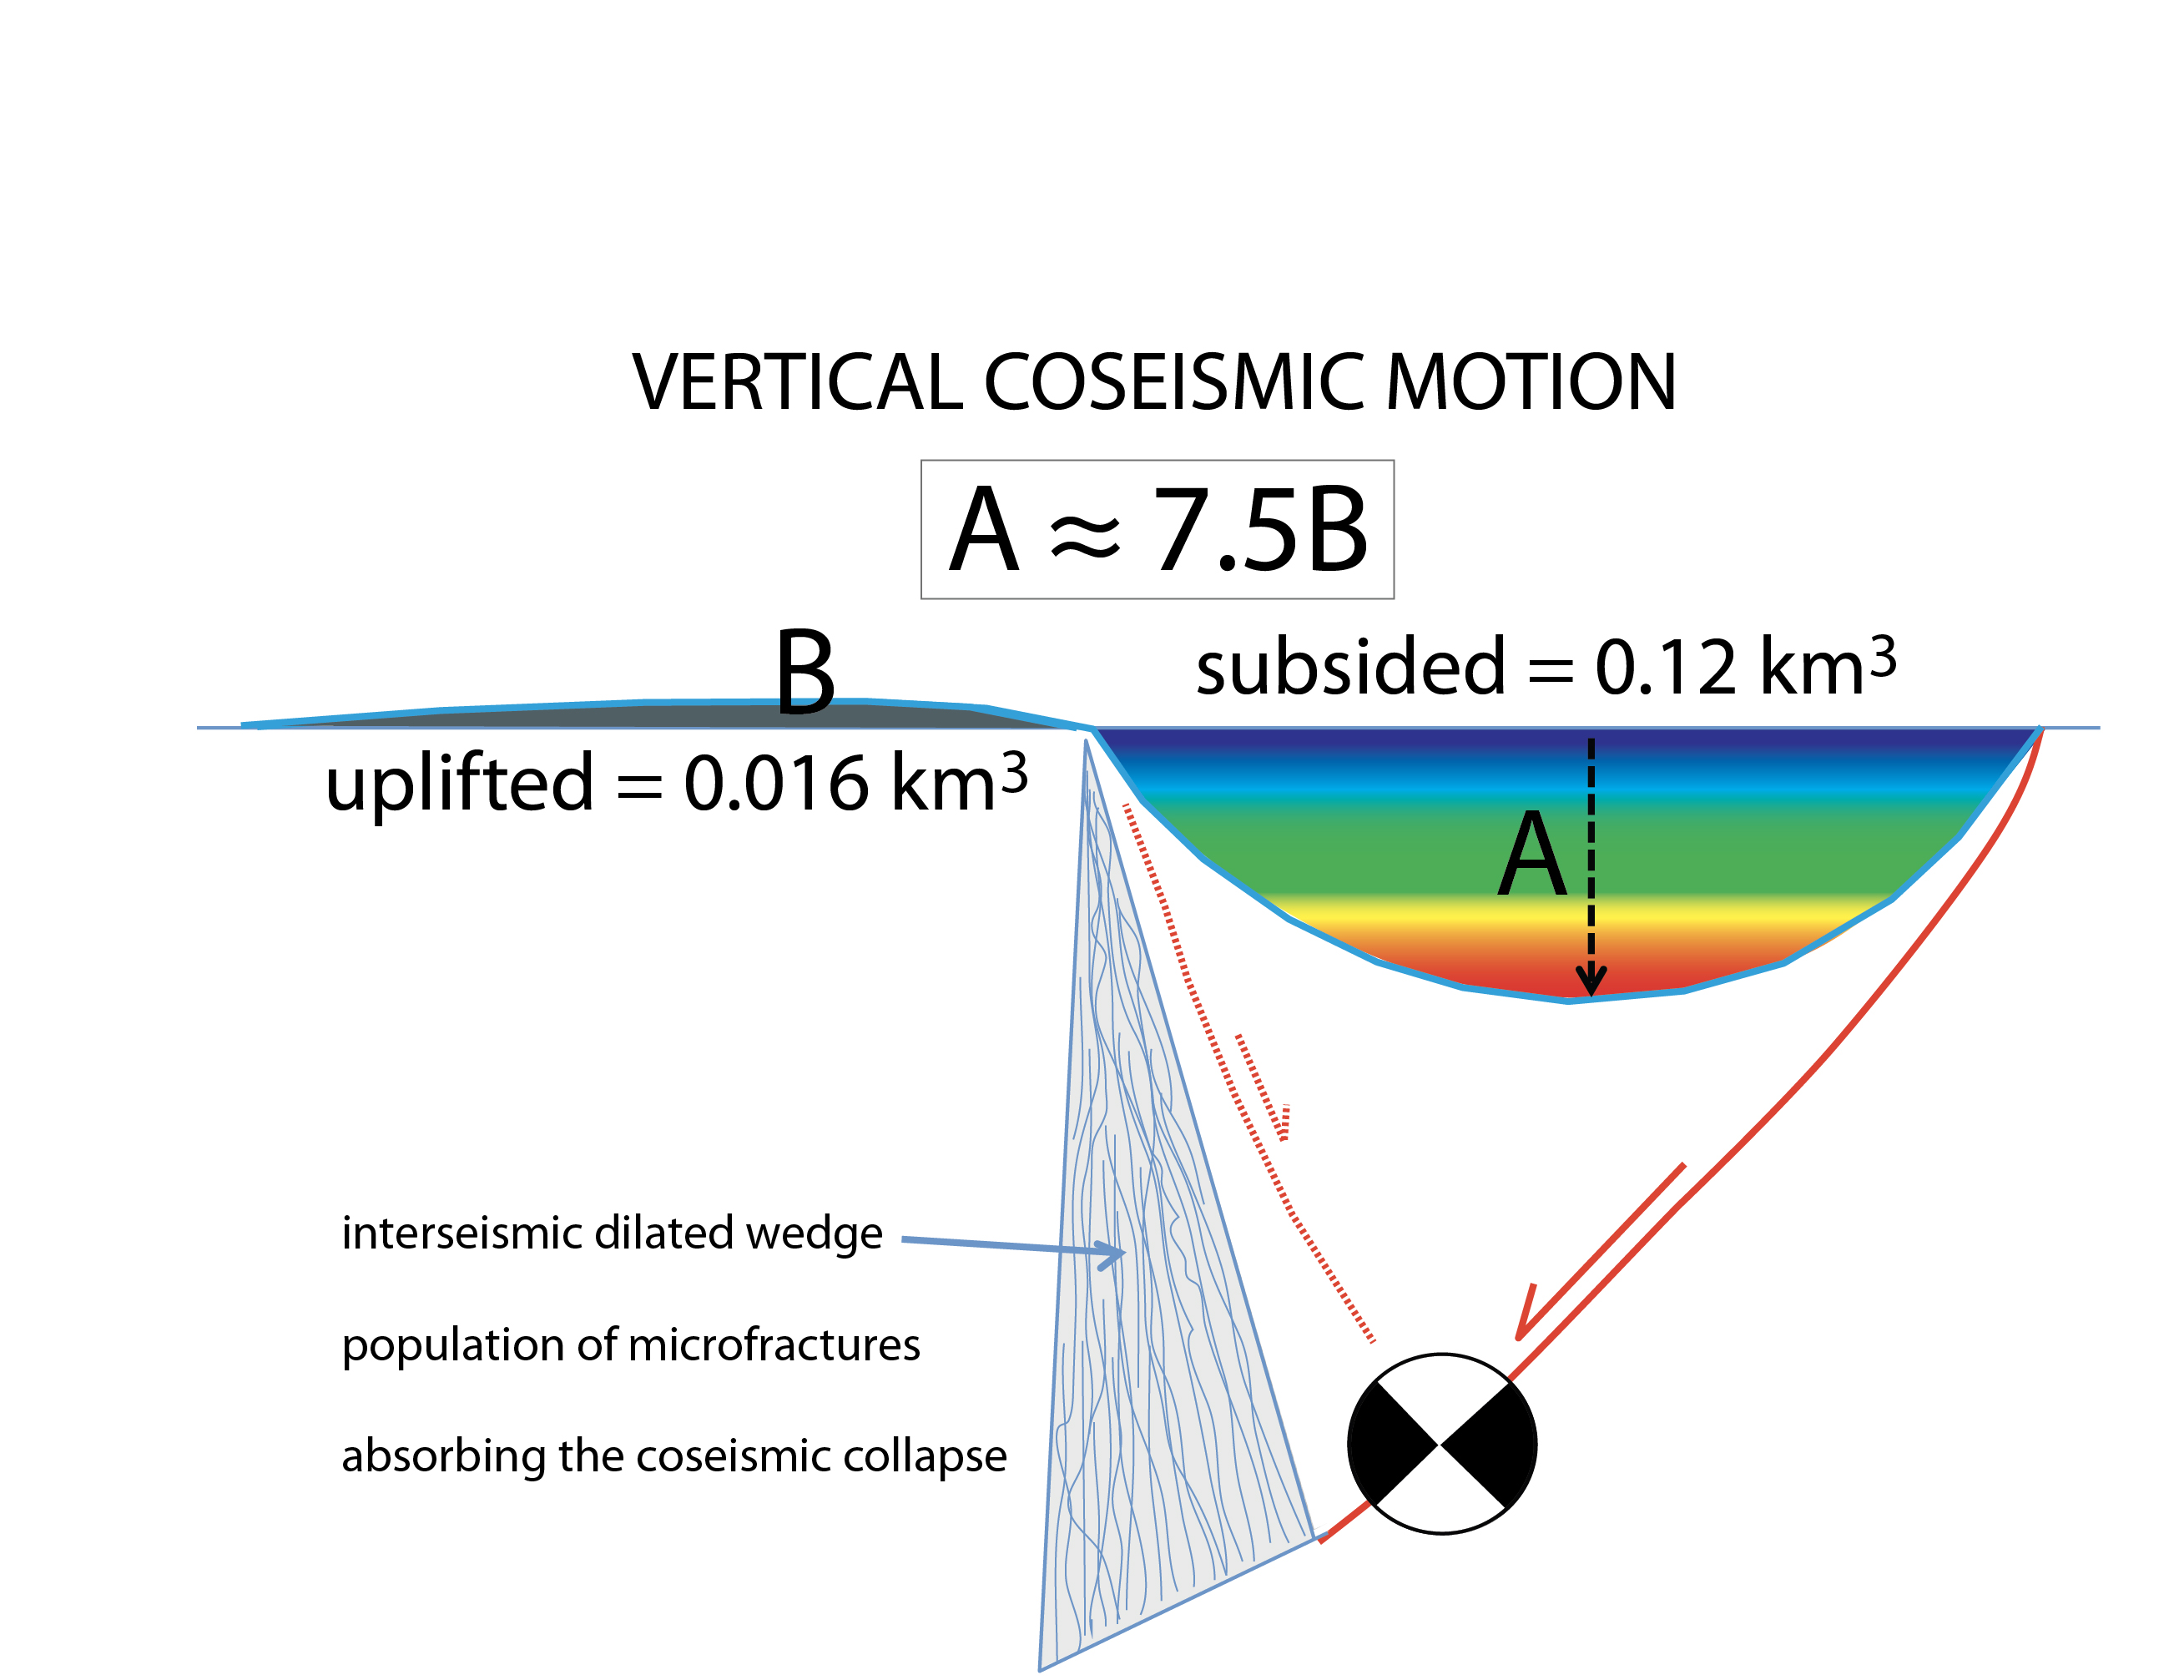 VERTICAL COSEISMIC MOTION
A ≈ 7.5B
B
subsided = 0.12 km³
uplifted = 0.016 km³
A
interseismic dilated wedge
population of microfractures
absorbing the coseismic collapse